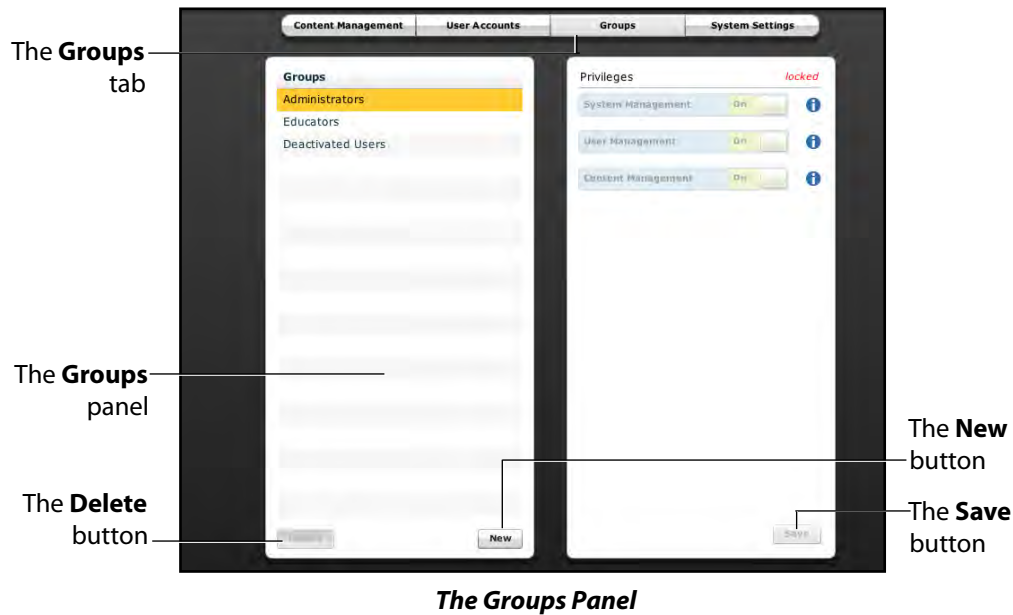 Content Management User Accounts Groups System Settings
The Groups
tab
Groups
Administrators
Educators
Deactivated Users
Privileges locked
System Management On
User Management On
Content Management On
The Groups
panel
The New
button
The Delete
button
New
The Save
button
Save
The Groups Panel